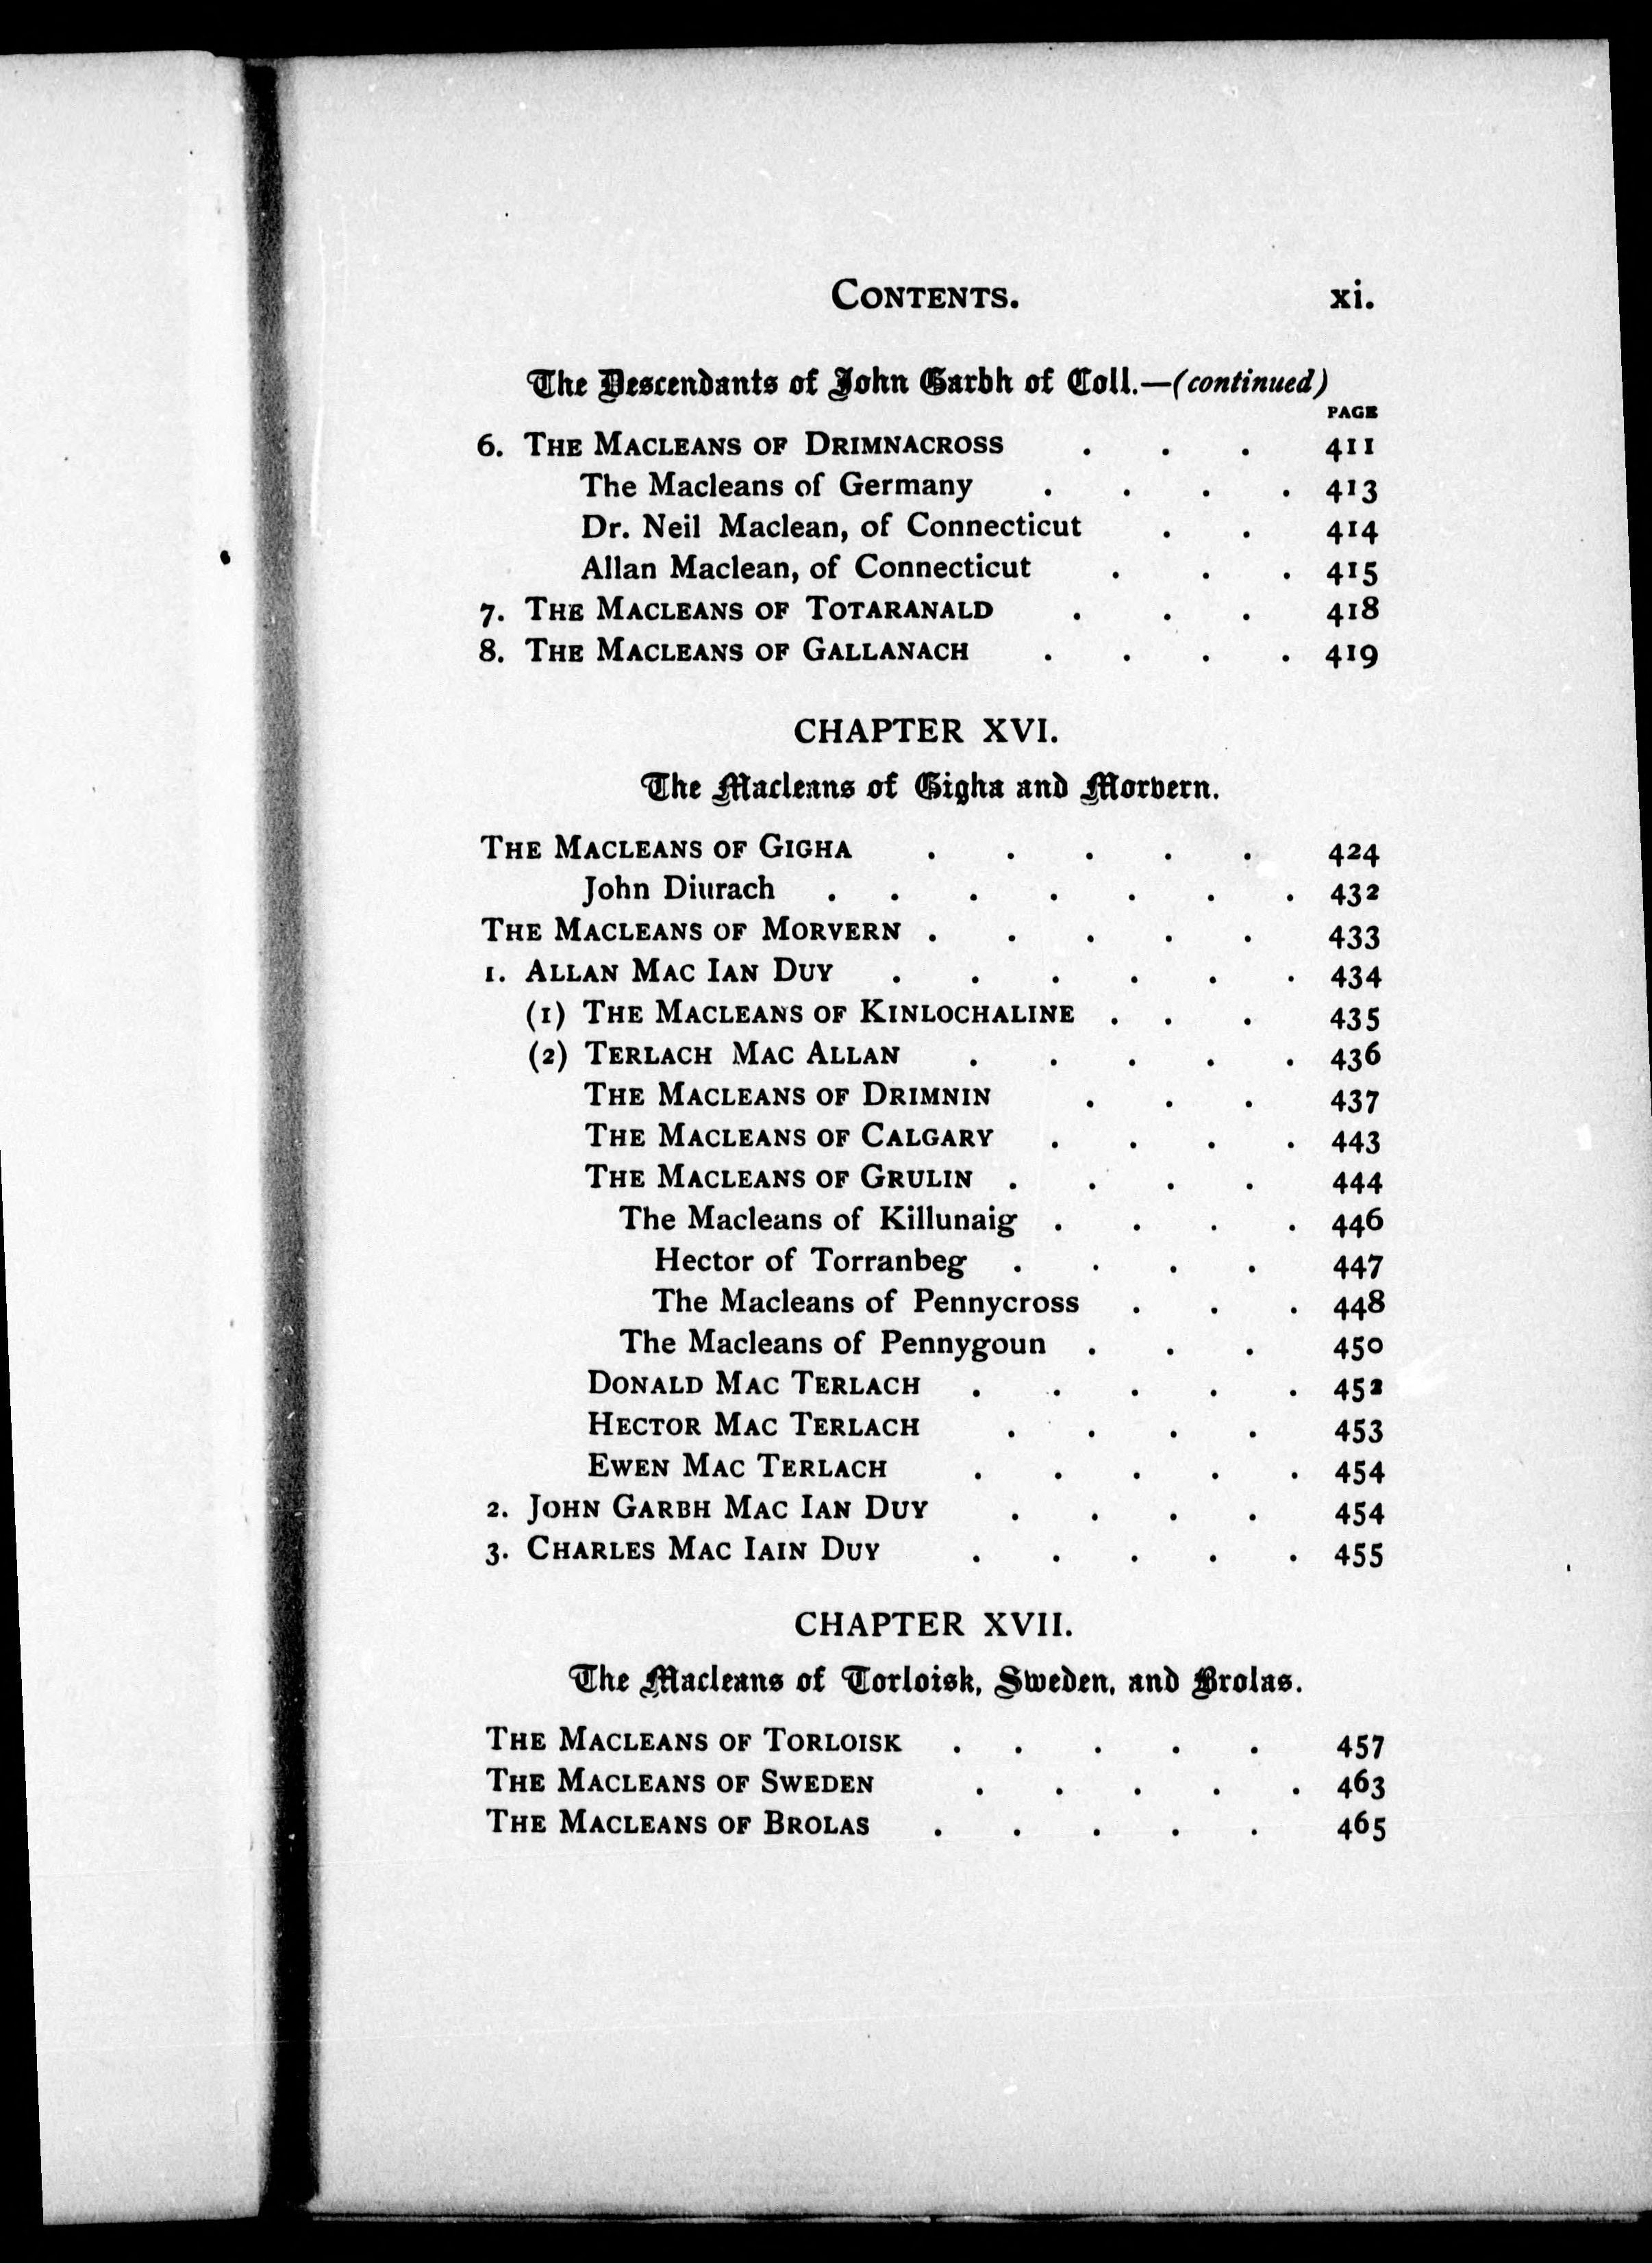 CONTENTS. xi.
The Descendants of John Garbh of Coll.—(continued)
PAGE
6. THE MACLEANS OF DRIMNACROSS . . . 411
The Macleans of Germany . . . . 413
Dr. Neil Maclean, of Connecticut . . 414
Allan Maclean, of Connecticut . . . 415
7. THE MACLEANS OF TOTARANALD . . . 418
8. THE MACLEANS OF GALLANACH . . . . 419
CHAPTER XVI.
The Macleans of Gigha and Morvern.
THE MACLEANS OF GIGHA . . . . . 424
John Diurach . . . . . . . 432
THE MACLEANS OF MORVERN . . . . . 433
1. ALLAN MAC IAN DUY . . . . . . 434
(1) THE MACLEANS OF KINLOCHALINE . . . 435
(2) TERLACH MAC ALLAN . . . . . 436
THE MACLEANS OF DRIMNIN . . . 437
THE MACLEANS OF CALGARY . . . . 443
THE MACLEANS OF GRULIN . . . . 444
The Macleans of Killunaig . . . . 446
Hector of Torranbeg . . . . 447
The Macleans of Pennycross . . . 448
The Macleans of Pennygoun . . . 450
DONALD MAC TERLACH . . . . . 452
HECTOR MAC TERLACH . . . . 453
EWEN MAC TERLACH . . . . . 454
2. JOHN GARBH MAC IAN DUY . . . . 454
3. CHARLES MAC IAIN DUY . . . . . 455
CHAPTER XVII.
The Macleans of Torloisk, Sweden, and Brolas.
THE MACLEANS OF TORLOISK . . . . . 457
THE MACLEANS OF SWEDEN . . . . . 463
THE MACLEANS OF BROLAS . . . . . 465